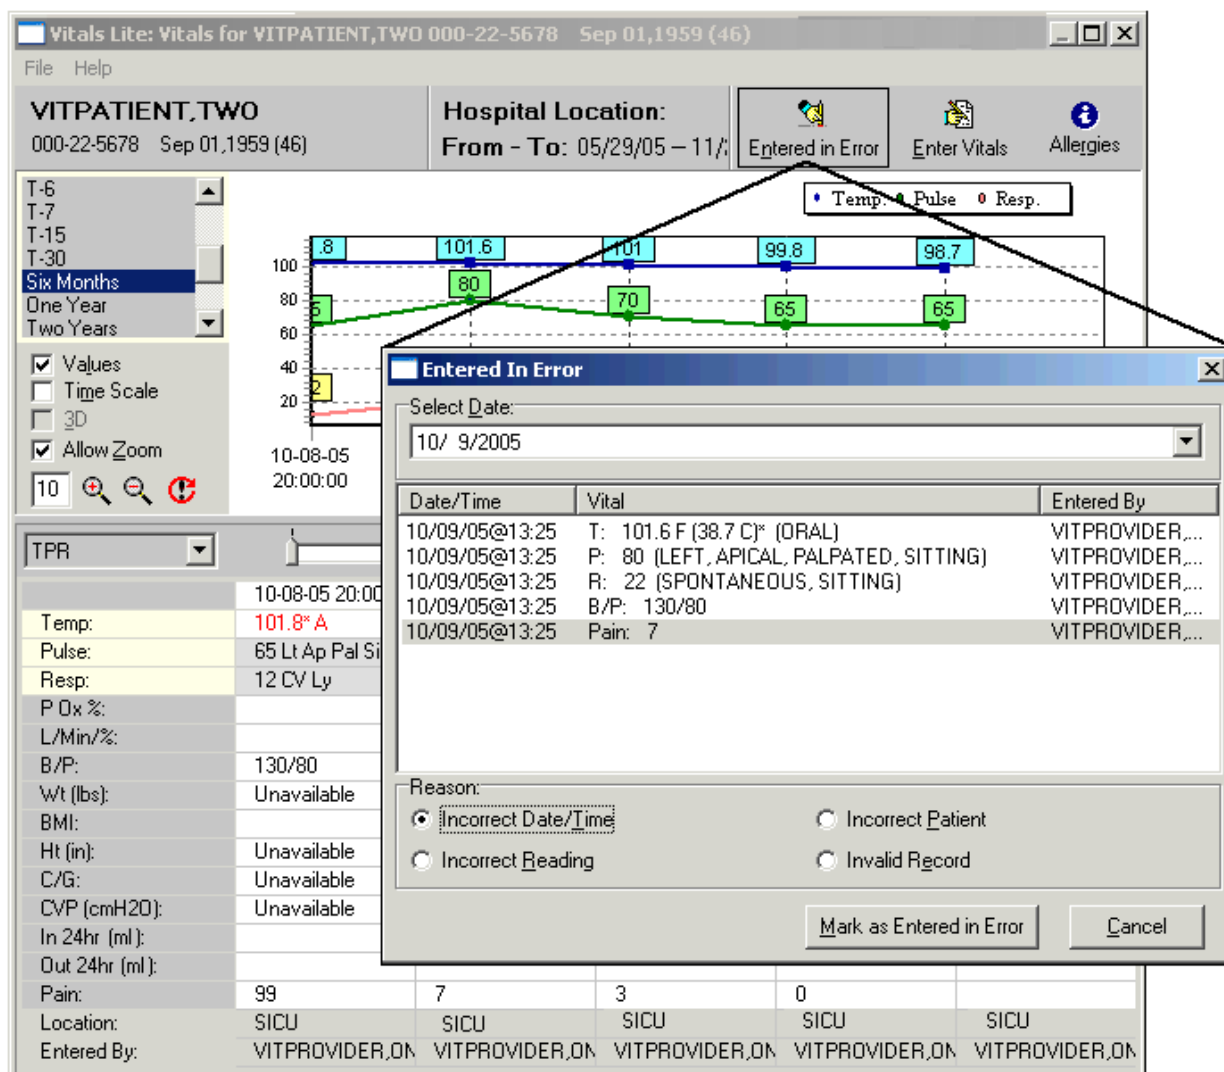 Vitals Lite: Vitals for VITPATIENT,TWO 000-22-5678 Sep 01,1959 (46)
File Help
VITPATIENT,TWO
000-22-5678 Sep 01,1959 (46)
Hospital Location:
From - To: 05/29/05 – 11/
Entered in Error
Enter Vitals
Allergies
T-6
T-7
T-15
T-30
Six Months
One Year
Two Years
Values
Time Scale
3D
Allow Zoom
10
Temp. Pulse Resp.
.8 101.6 101 99.8 98.7
100
80
60
40
20
5 80 70 65 65
2
10-08-05
20:00:00
Entered In Error
Select Date:
10/ 9/2005
Date/Time Vital Entered By
10/09/05@13:25 T: 101.6 F (38.7 C)* (ORAL) VITPROVIDER,...
10/09/05@13:25 P: 80 (LEFT, APICAL, PALPATED, SITTING) VITPROVIDER,...
10/09/05@13:25 R: 22 (SPONTANEOUS, SITTING) VITPROVIDER,...
10/09/05@13:25 B/P: 130/80 VITPROVIDER,...
10/09/05@13:25 Pain: 7 VITPROVIDER,...
Reason:
Incorrect Date/Time Incorrect Patient
Incorrect Reading Invalid Record
Mark as Entered in Error Cancel
TPR
10-08-05 20:00
Temp: 101.8* A
Pulse: 65 Lt Ap Pal Si
Resp: 12 CV Ly
P Ox %:
L/Min/%:
B/P: 130/80
Wt (lbs): Unavailable
BMI:
Ht (in): Unavailable
C/G: Unavailable
CVP (cmH2O): Unavailable
In 24hr (ml):
Out 24hr (ml):
Pain: 99 7 3 0
Location: SICU SICU SICU SICU SICU
Entered By: VITPROVIDER,ON VITPROVIDER,ON VITPROVIDER,ON VITPROVIDER,ON VITPROVIDER,ON